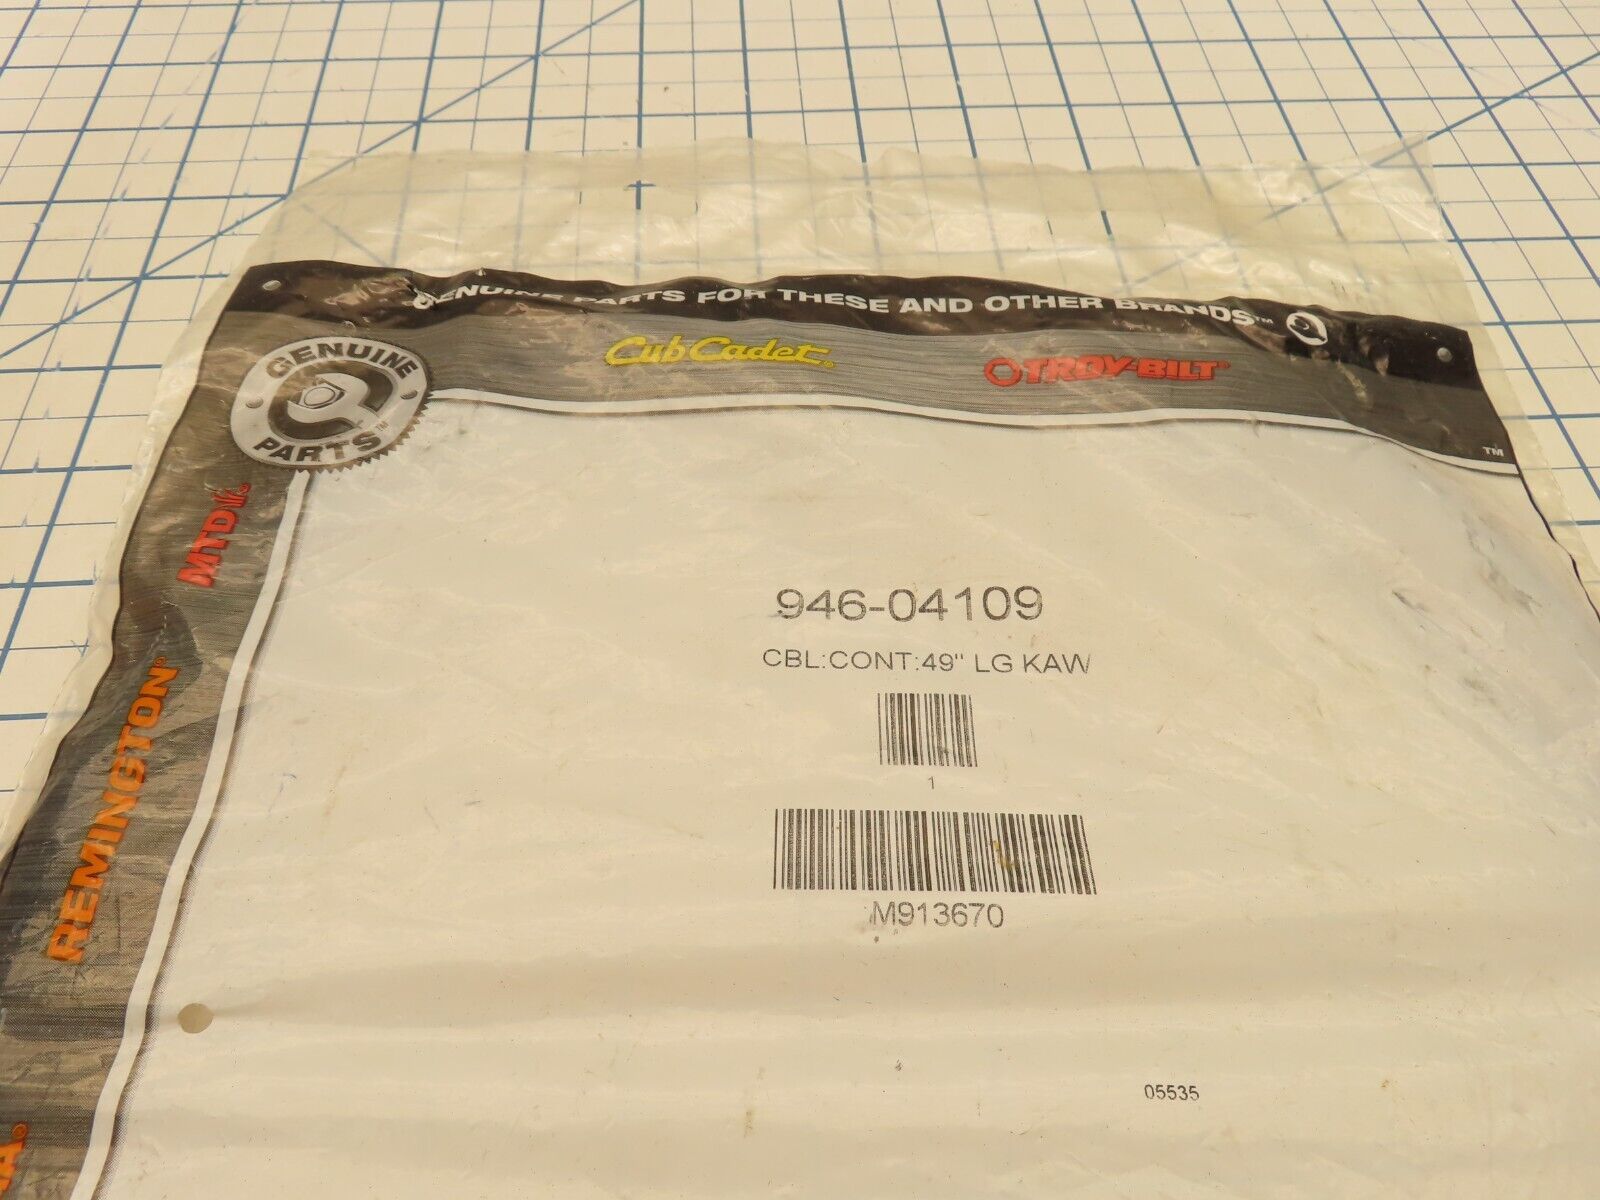 GENUINE PARTS FOR THESE AND OTHER BRANDS™
GENUINE PARTS™
Cub Cadet®
TROY-BILT®
TM
MTD
REMINGTON®
946-04109
CBL:CONT:49" LG KAW
1
M913670
05535